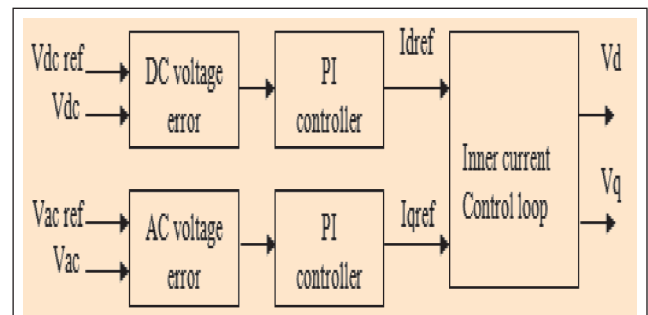 Vdc ref
Vdc
DC voltage
error
PI
controller
Idref
Vac ref
Vac
AC voltage
error
PI
controller
Iqref
Inner current
Control loop
Vd
Vq